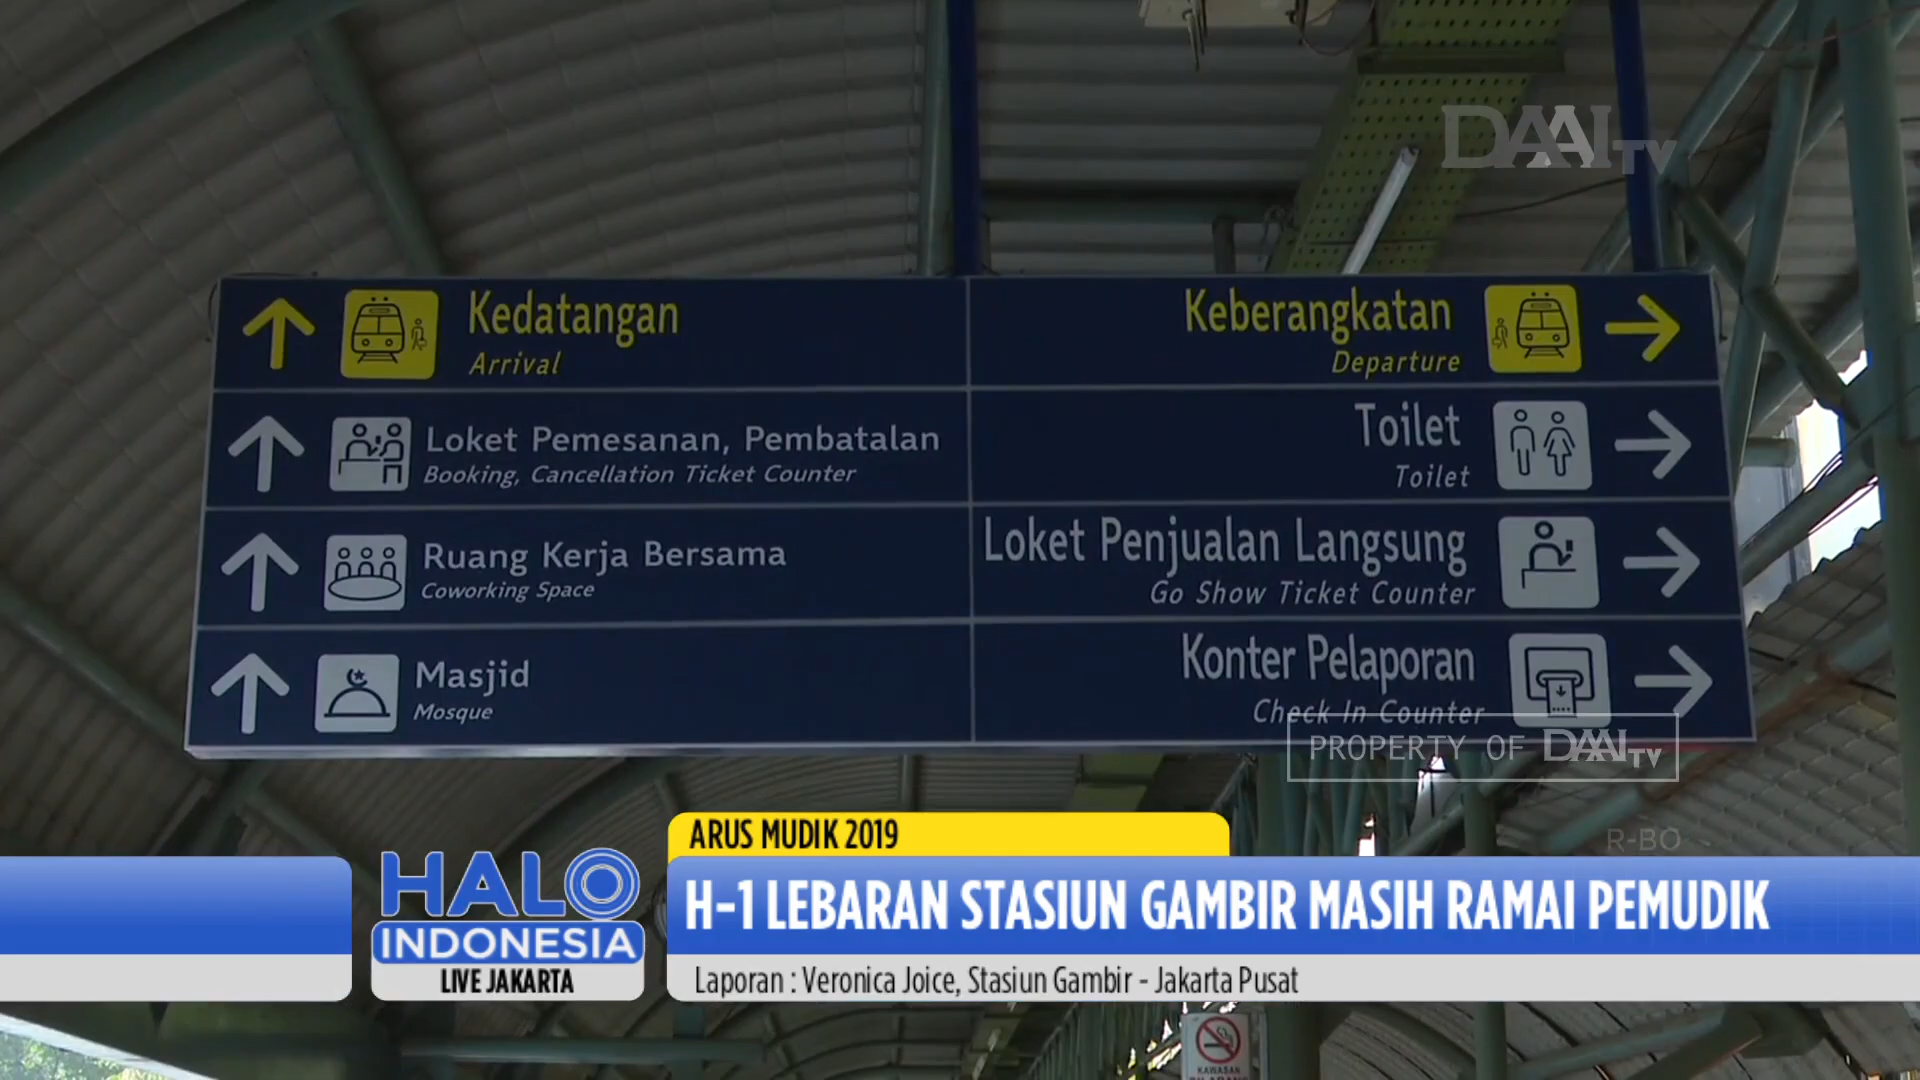 DAAI TV
Kedatangan
Arrival
Loket Pemesanan, Pembatalan
Booking, Cancellation Ticket Counter
Ruang Kerja Bersama
Coworking Space
Masjid
Mosque
Keberangkatan
Departure
Toilet
Toilet
Loket Penjualan Langsung
Go Show Ticket Counter
Konter Pelaporan
Check In Counter
PROPERTY OF DAAI TV
R-BO
ARUS MUDIK 2019
HALO
INDONESIA
LIVE JAKARTA
H-1 LEBARAN STASIUN GAMBIR MASIH RAMAI PEMUDIK
Laporan : Veronica Joice, Stasiun Gambir - Jakarta Pusat
KAWASAN